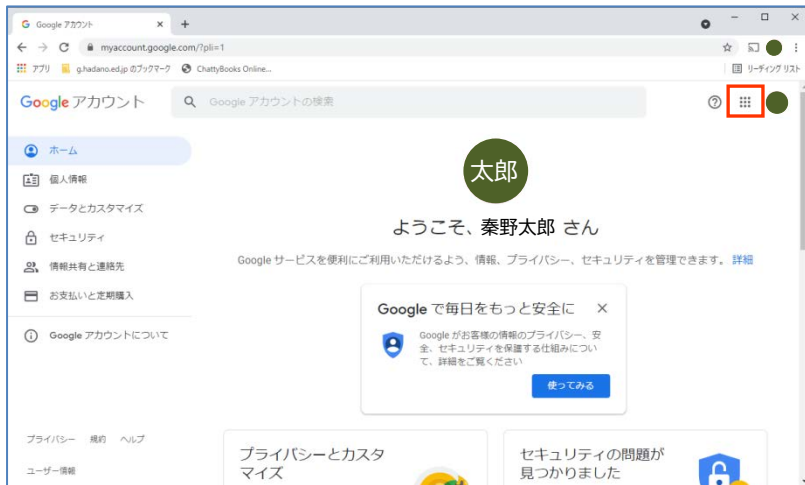 Google アカウント
myaccount.google.com/?pli=1
アプリ g.hadano.ed.jp のブックマーク ChattyBooks Online... リーディング リスト
Google アカウント Google アカウントの検索
ホーム
個人情報
データとカスタマイズ
セキュリティ
情報共有と連絡先
お支払いと定期購入
Google アカウントについて
プライバシー 規約 ヘルプ
ユーザー情報
太郎
ようこそ、秦野太郎 さん
Google サービスを便利にご利用いただけるよう、情報、プライバシー、セキュリティを管理できます。 詳細
Google で毎日をもっと安全に
Google がお客様の情報のプライバシー、安
全、セキュリティを保護する仕組みについ
て、詳細をご覧ください
使ってみる
プライバシーとカスタ
マイズ
セキュリティの問題が
見つかりました